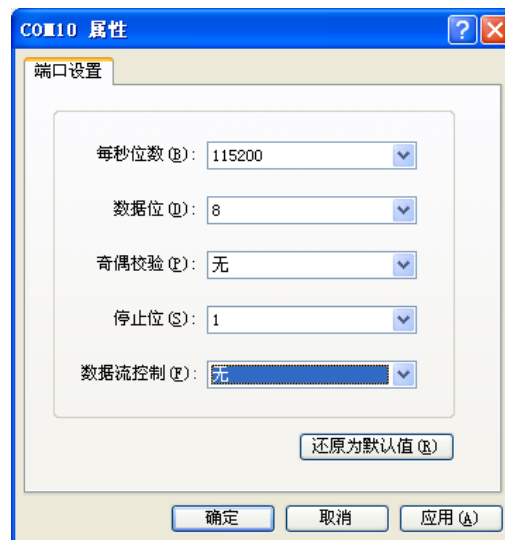 COM10 属性
端口设置
每秒位数(B): 115200
数据位(D): 8
奇偶校验(P): 无
停止位(S): 1
数据流控制(F): 无
还原为默认值(R)
确定 取消 应用(A)